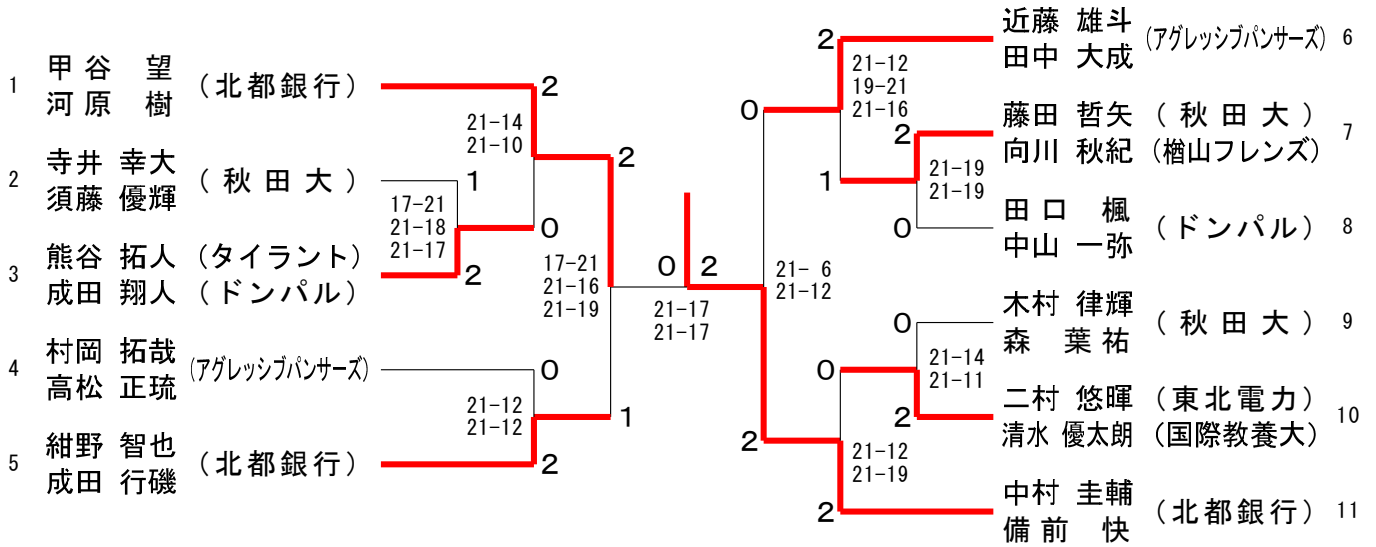 1 甲谷 望 (北都銀行)
河原 樹
2 寺井 幸大 (秋田大)
須藤 優輝
3 熊谷 拓人 (タイラント)
成田 翔人 (ドンパル)
4 村岡 拓哉 (アグレッシブパンサーズ)
高松 正琉
5 紺野 智也 (北都銀行)
成田 行磯
2
21-14
21-10
1
17-21
21-18
21-17
0
2
2
17-21
21-16
21-19
0
21-12
21-12
1
2
0 2
21-17
21-17
0
21- 6
21-12
2
2
21-12
19-21
21-16
2
1
21-19
21-19
0
0
21-14
21-11
0
2
21-12
21-19
2
近藤 雄斗 (アグレッシブパンサーズ) 6
田中 大成
藤田 哲矢 (秋田大) 7
向川 秋紀 (楢山フレンズ)
田口 楓 (ドンパル) 8
中山 一弥
木村 律輝 (秋田大) 9
森 葉祐
二村 悠暉 (東北電力) 10
清水 優太朗 (国際教養大)
中村 圭輔 (北都銀行) 11
備前 快